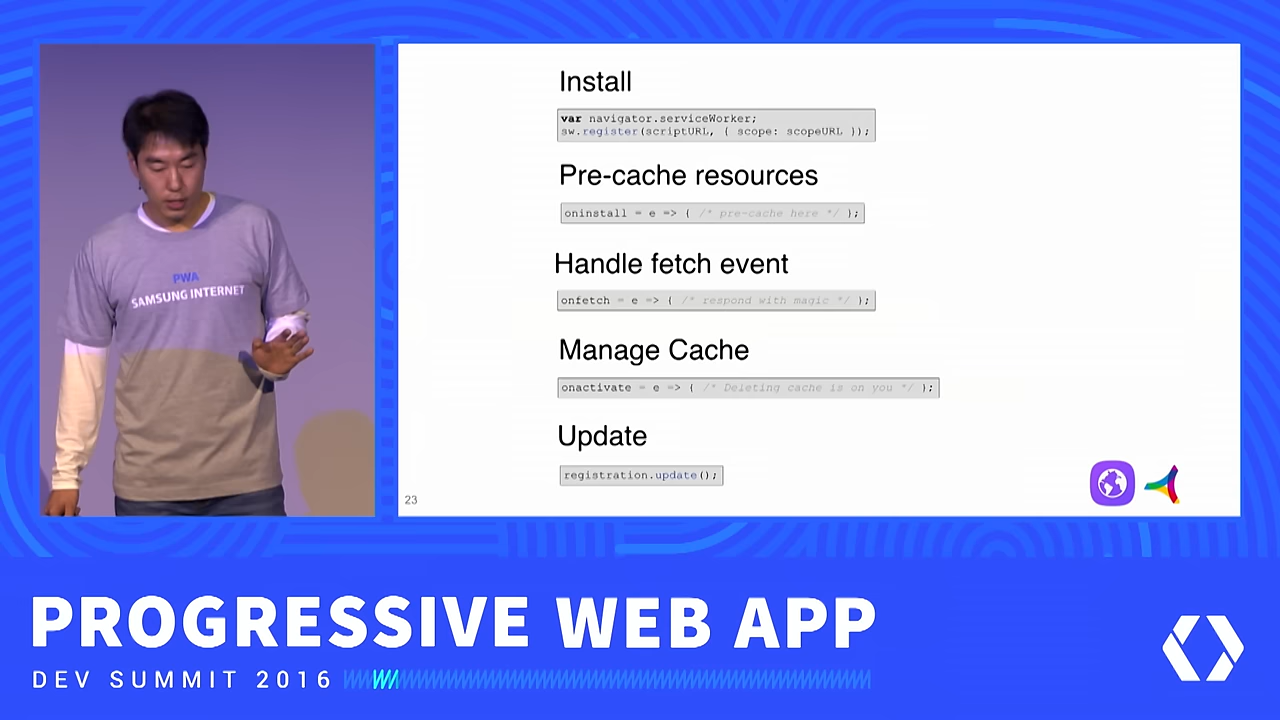 PWA
SAMSUNG INTERNET
Install
var navigator.serviceWorker;
sw.register(scriptURL, { scope: scopeURL });
Pre-cache resources
oninstall = e => { /* pre-cache here */ };
Handle fetch event
onfetch = e => { /* respond with magic */ };
Manage Cache
onactivate = e => { /* Deleting cache is on you */ };
Update
registration.update();
23
PROGRESSIVE WEB APP
DEV SUMMIT 2016